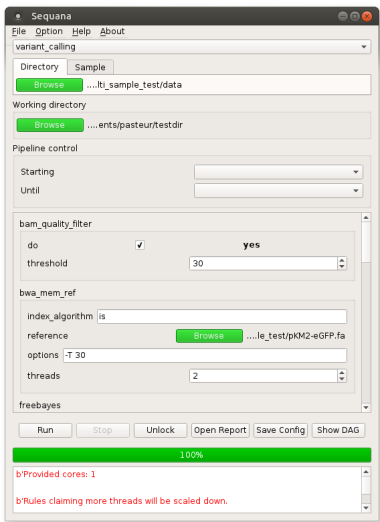 Sequana
File Option Help About
variant_calling
Directory Sample
Browse ....lti_sample_test/data
Working directory
Browse ....ents/pasteur/testdir
Pipeline control
Starting
Until
bam_quality_filter
do yes
threshold 30
bwa_mem_ref
index_algorithm is
reference Browse ....le_test/pKM2-eGFP.fa
options -T 30
threads 2
freebayes
Run Stop Unlock Open Report Save Config Show DAG
100%
b'Provided cores: 1
b'Rules claiming more threads will be scaled down.